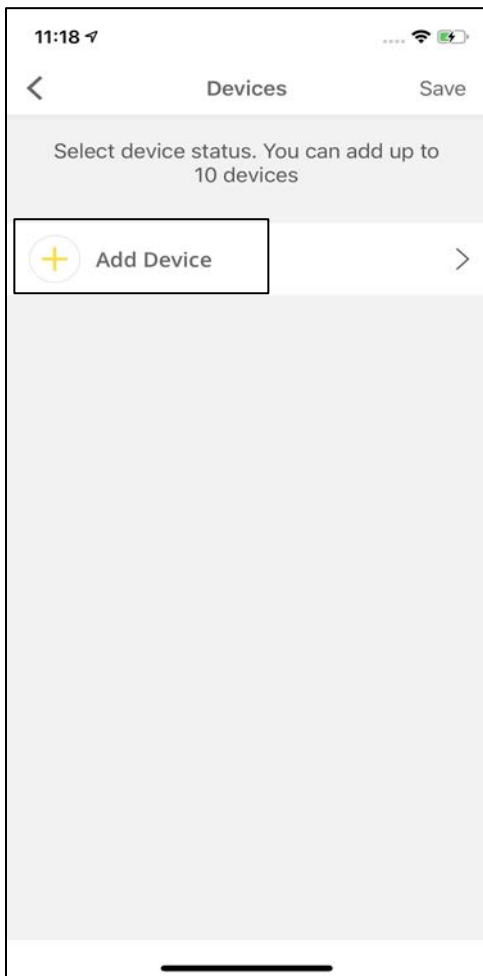 11:18
Devices
Save
Select device status. You can add up to
10 devices
Add Device